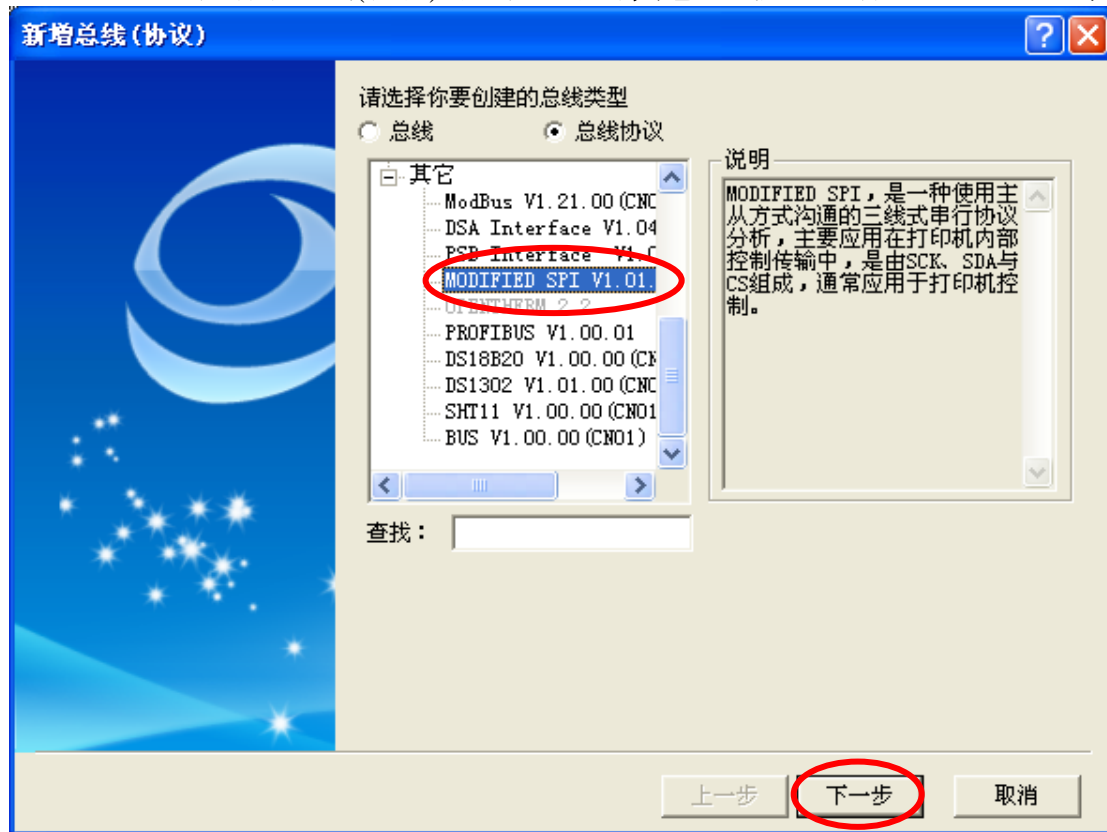 新增总线(协议)
请选择你要创建的总线类型
总线
总线协议
其它
ModBus V1.21.00(CNC
DSA Interface V1.04
PSB Interface V1.0
MODIFIED SPI V1.01.
OPENTHERM 2.2
PROFIBUS V1.00.01
DS18B20 V1.00.00(CN
DS1302 V1.01.00(CNC
SHT11 V1.00.00(CN01
BUS V1.00.00(CN01)
说明
MODIFIED SPI，是一种使用主
从方式沟通的三线式串行协议
分析，主要应用在打印机内部
控制传输中，是由SCK、SDA与
CS组成，通常应用于打印机控
制。
查找：
上一步
下一步
取消